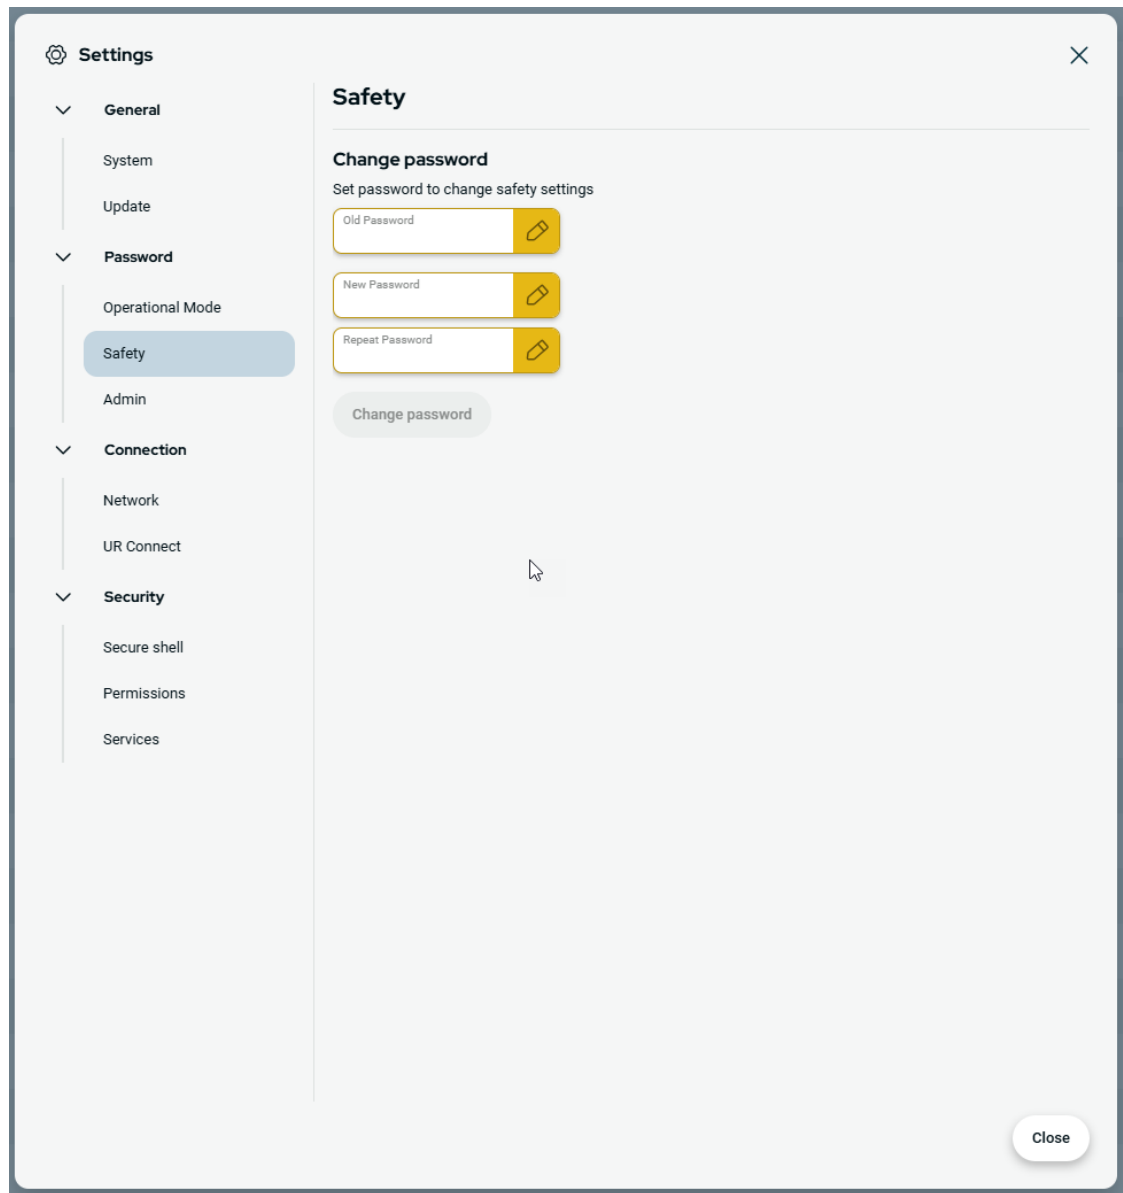 Settings
General
System
Update
Password
Operational Mode
Safety
Admin
Connection
Network
UR Connect
Security
Secure shell
Permissions
Services
Safety
Change password
Set password to change safety settings
Old Password
New Password
Repeat Password
Change password
Close